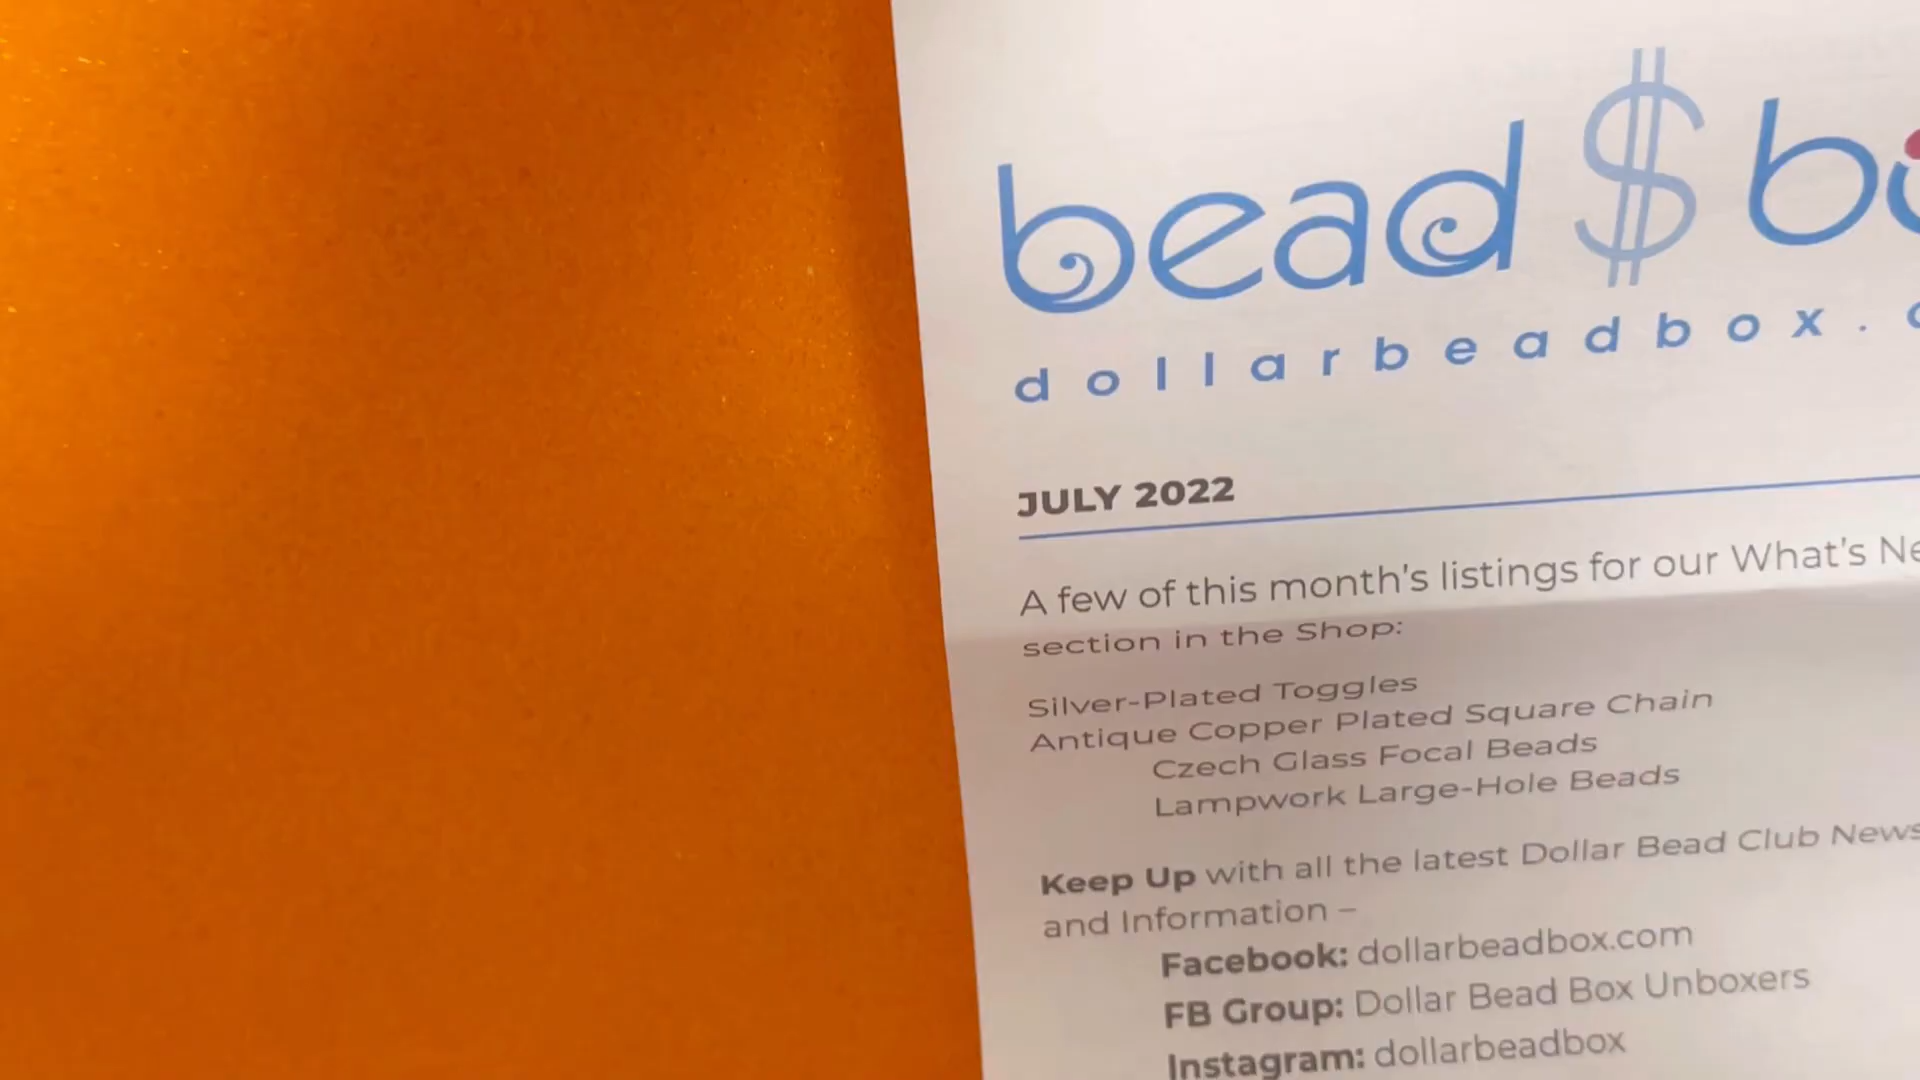 bead $ b
dollarbeadbox.
JULY 2022
A few of this month's listings for our What's Ne
section in the Shop:
Silver-Plated Toggles
Antique Copper Plated Square Chain
Czech Glass Focal Beads
Lampwork Large-Hole Beads
Keep Up with all the latest Dollar Bead Club News
and Information –
Facebook: dollarbeadbox.com
FB Group: Dollar Bead Box Unboxers
Instagram: dollarbeadbox